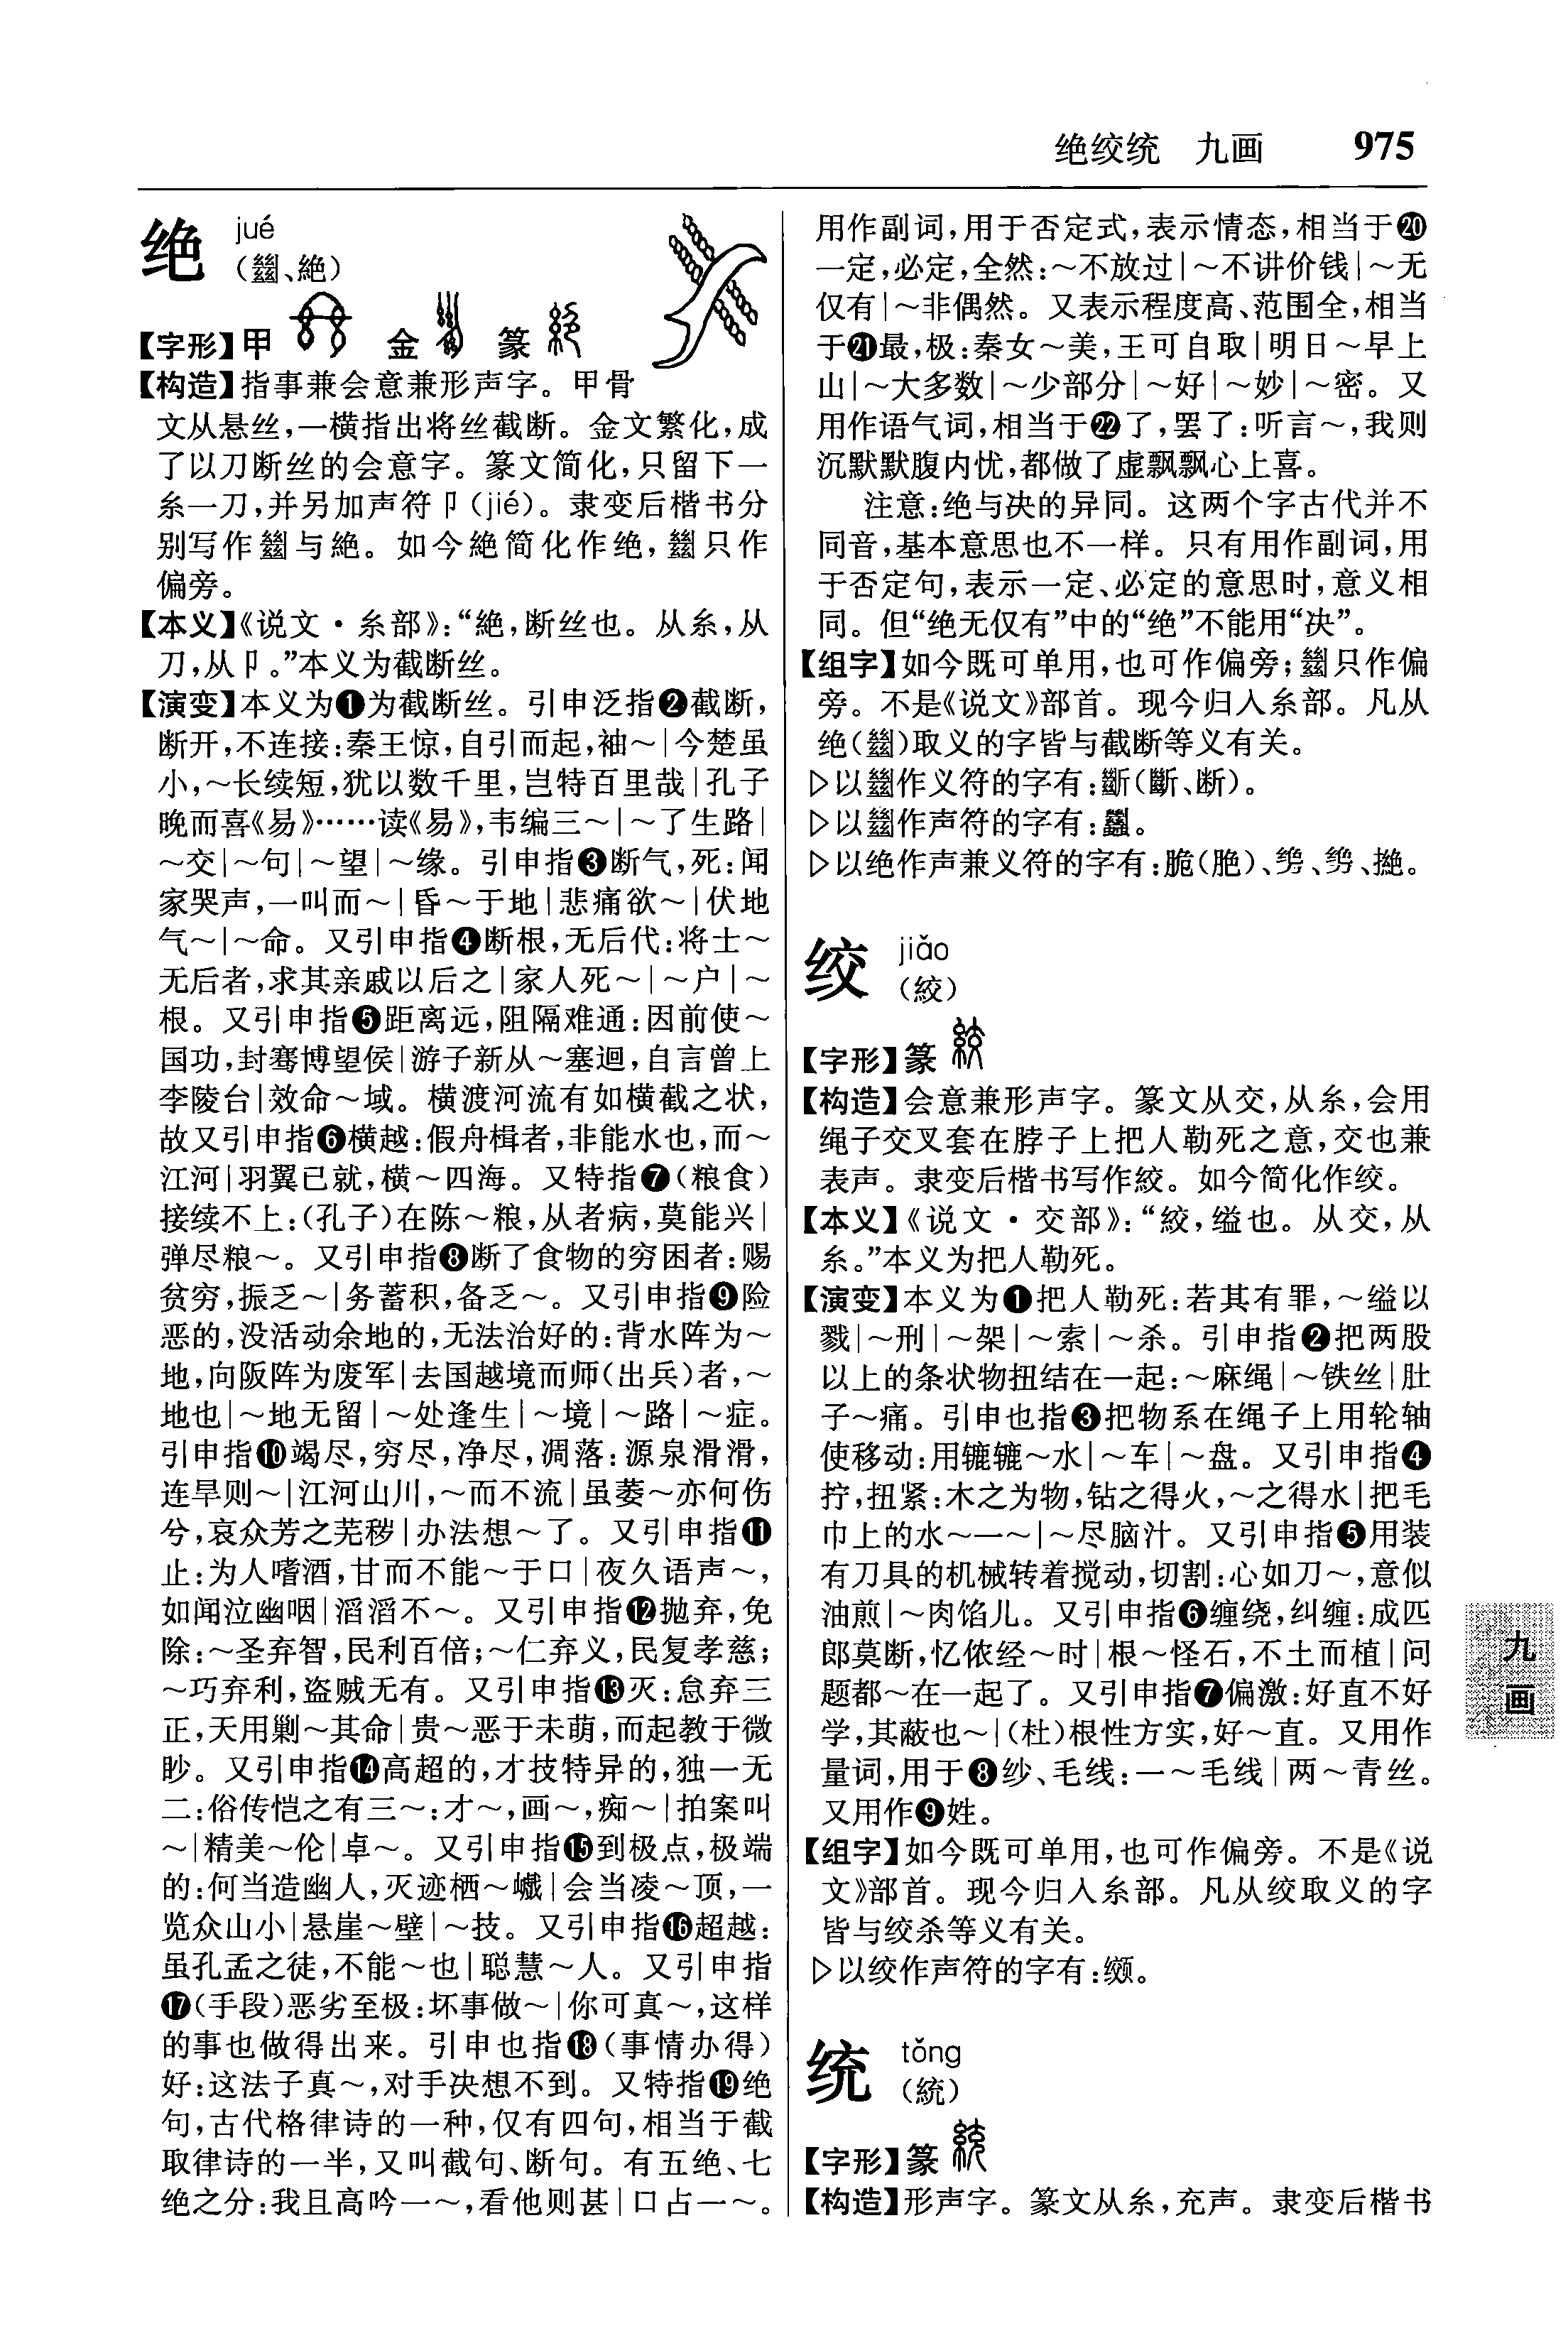 绝绞统 九画 975
绝 jué
(𢇍、絶)
【字形】甲 金 篆
【构造】指事兼会意兼形声字。甲骨
文从悬丝,一横指出将丝截断。金文繁化,成
了以刀断丝的会意字。篆文简化,只留下一
糸一刀,并另加声符卩(jié)。隶变后楷书分
别写作𢇍与絶。如今絶简化作绝,𢇍只作
偏旁。
【本义】《说文·糸部》:“絶,断丝也。从糸,从
刀,从卩。”本义为截断丝。
【演变】本义为❶为截断丝。引申泛指❷截断,
断开,不连接:秦王惊,自引而起,袖～|今楚虽
小,～长续短,犹以数千里,岂特百里哉|孔子
晚而喜《易》……读《易》,韦编三～|～了生路|
～交|～句|～望|～缘。引申指❸断气,死:闻
家哭声,一叫而～|昏～于地|悲痛欲～|伏地
气～|～命。又引申指❹断根,无后代:将士～
无后者,求其亲戚以后之|家人死～|～户|～
根。又引申指❺距离远,阻隔难通:因前使～
国功,封骞博望侯|游子新从～塞迴,自言曾上
李陵台|效命～域。横渡河流有如横截之状,
故又引申指❻横越:假舟楫者,非能水也,而～
江河|羽翼已就,横～四海。又特指❼(粮食)
接续不上:(孔子)在陈～粮,从者病,莫能兴|
弹尽粮～。又引申指❽断了食物的穷困者:赐
贫穷,振乏～|务蓄积,备乏～。又引申指❾险
恶的,没活动余地的,无法治好的:背水阵为～
地,向阪阵为废军|去国越境而师(出兵)者,～
地也|～地无留|～处逢生|～境|～路|～症。
引申指❿竭尽,穷尽,净尽,凋落:源泉滑滑,
连旱则～|江河山川,～而不流|虽萎～亦何伤
兮,哀众芳之芜秽|办法想～了。又引申指⓫
止:为人嗜酒,甘而不能～于口|夜久语声～,
如闻泣幽咽|滔滔不～。又引申指⓬抛弃,免
除:～圣弃智,民利百倍;～仁弃义,民复孝慈;
～巧弃利,盗贼无有。又引申指⓭灭:怠弃三
正,天用剿～其命|贵～恶于未萌,而起教于微
眇。又引申指⓮高超的,才技特异的,独一无
二:俗传恺之有三～:才～,画～,痴～|拍案叫
～|精美～伦|卓～。又引申指⓯到极点,极端
的:何当造幽人,灭迹栖～巘|会当凌～顶,一
览众山小|悬崖～壁|～技。又引申指⓰超越:
虽孔孟之徒,不能～也|聪慧～人。又引申指
⓱(手段)恶劣至极:坏事做～|你可真～,这样
的事也做得出来。引申也指⓲(事情办得)
好:这法子真～,对手决想不到。又特指⓳绝
句,古代格律诗的一种,仅有四句,相当于截
取律诗的一半,又叫截句、断句。有五绝、七
绝之分:我且高吟一～,看他则甚|口占一～。
用作副词,用于否定式,表示情态,相当于⓴
一定,必定,全然:～不放过|～不讲价钱|～无
仅有|～非偶然。又表示程度高、范围全,相当
于㉑最,极:秦女～美,王可自取|明日～早上
山|～大多数|～少部分|～好|～妙|～密。又
用作语气词,相当于㉒了,罢了:听言～,我则
沉默默腹内忧,都做了虚飘飘心上喜。
注意:绝与决的异同。这两个字古代并不
同音,基本意思也不一样。只有用作副词,用
于否定句,表示一定、必定的意思时,意义相
同。但“绝无仅有”中的“绝”不能用“决”。
【组字】如今既可单用,也可作偏旁;𢇍只作偏
旁。不是《说文》部首。现今归入糸部。凡从
绝(𢇍)取义的字皆与截断等义有关。
▷以𢇍作义符的字有:斷(斷、断)。
▷以𢇍作声符的字有:。
▷以绝作声兼义符的字有:脆(脃)、、、撧。
绞 jiǎo
(絞)
【字形】篆
【构造】会意兼形声字。篆文从交,从糸,会用
绳子交叉套在脖子上把人勒死之意,交也兼
表声。隶变后楷书写作絞。如今简化作绞。
【本义】《说文·交部》:“絞,缢也。从交,从
糸。”本义为把人勒死。
【演变】本义为❶把人勒死:若其有罪,～缢以
戮|～刑|～架|～索|～杀。引申指❷把两股
以上的条状物扭结在一起:～麻绳|～铁丝|肚
子～痛。引申也指❸把物系在绳子上用轮轴
使移动:用辘辘～水|～车|～盘。又引申指❹
拧,扭紧:木之为物,钻之得火,～之得水|把毛
巾上的水～一～|～尽脑汁。又引申指❺用装
有刀具的机械转着搅动,切割:心如刀～,意似
油煎|～肉馅儿。又引申指❻缠绕,纠缠:成匹
郎莫断,忆侬经～时|根～怪石,不土而植|问
题都～在一起了。又引申指❼偏激:好直不好
学,其蔽也～|(杜)根性方实,好～直。又用作
量词,用于❽纱、毛线:一～毛线|两～青丝。
又用作❾姓。
【组字】如今既可单用,也可作偏旁。不是《说
文》部首。现今归入糸部。凡从绞取义的字
皆与绞杀等义有关。
▷以绞作声符的字有:。
统 tǒng
(統)
【字形】篆
【构造】形声字。篆文从糸,充声。隶变后楷书
九画